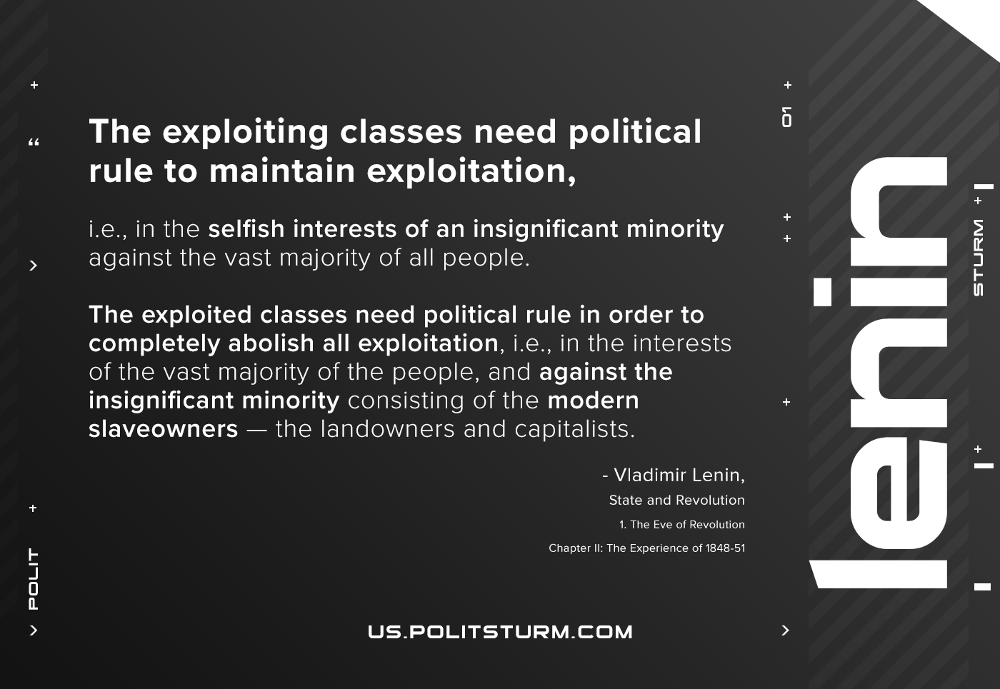 The exploiting classes need political
rule to maintain exploitation,
i.e., in the selfish interests of an insignificant minority
against the vast majority of all people.
The exploited classes need political rule in order to
completely abolish all exploitation, i.e., in the interests
of the vast majority of the people, and against the
insignificant minority consisting of the modern
slaveowners — the landowners and capitalists.
- Vladimir Lenin,
State and Revolution
1. The Eve of Revolution
Chapter II: The Experience of 1848-51
US.POLITSTURM.COM
“
POLIT
01
lenin
STURM